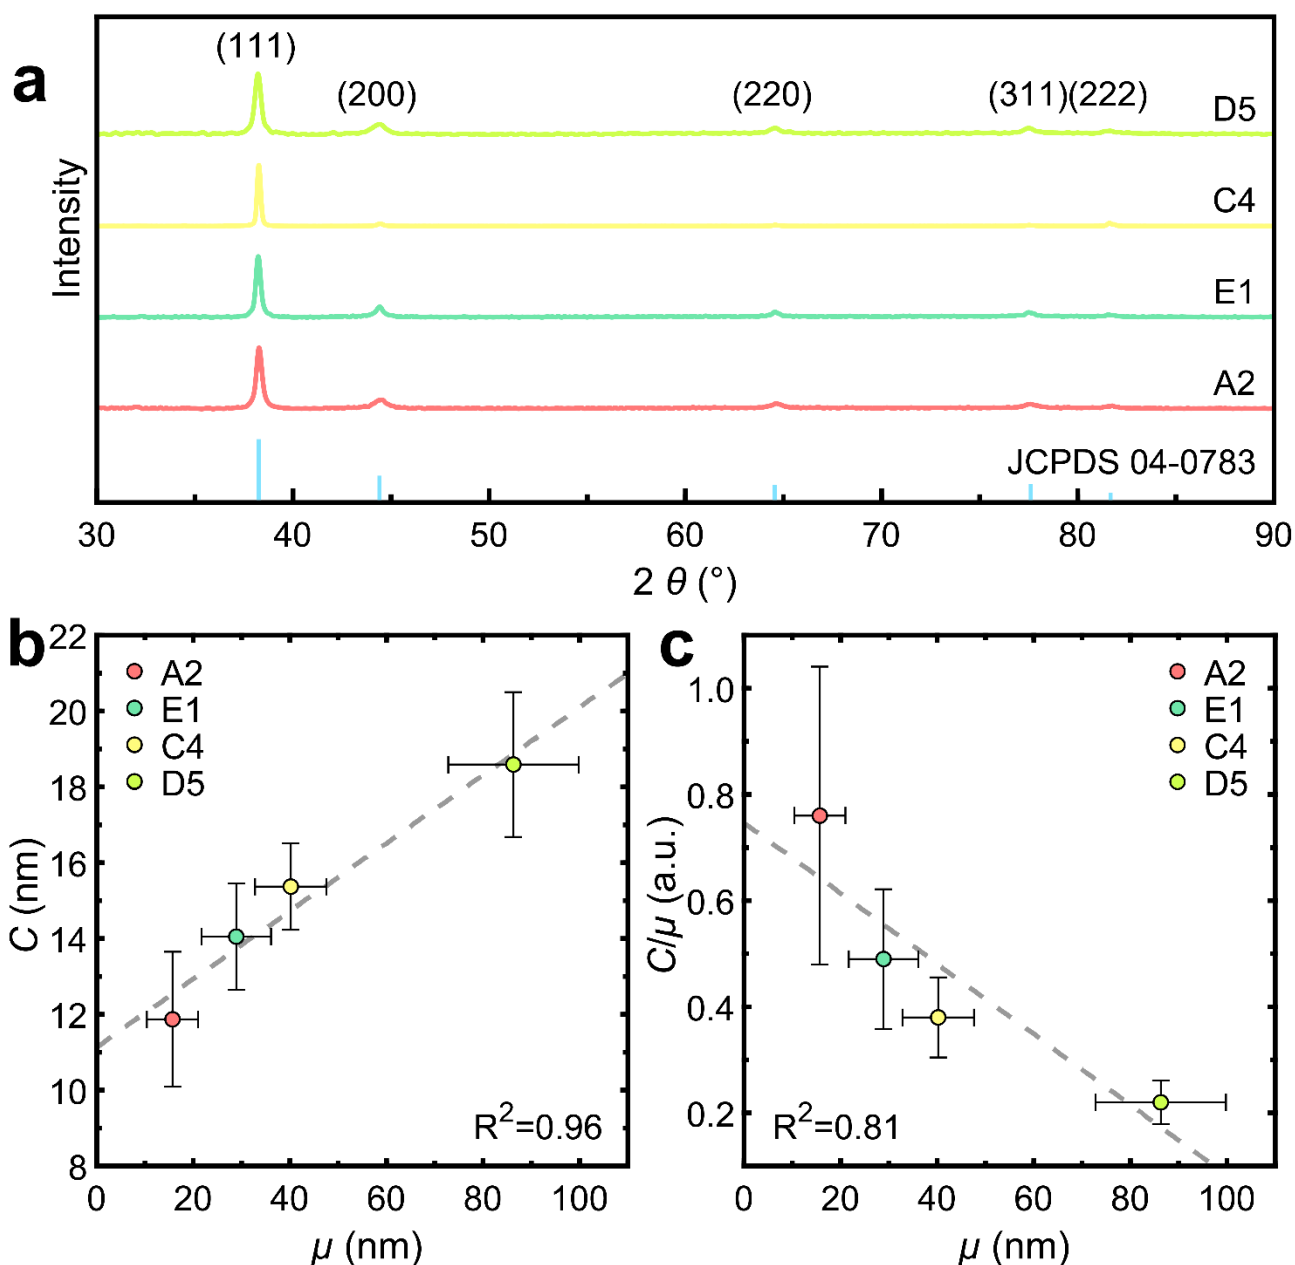 a
(111)
(200)
(220)
(311)(222)
D5
C4
E1
A2
JCPDS 04-0783
Intensity
30 40 50 60 70 80 90
2 θ (°)
b
22
20
18
16
14
12
10
8
C (nm)
A2
E1
C4
D5
R²=0.96
0 20 40 60 80 100
μ (nm)
c
1.0
0.8
0.6
0.4
0.2
C/μ (a.u.)
A2
E1
C4
D5
R²=0.81
0 20 40 60 80 100
μ (nm)